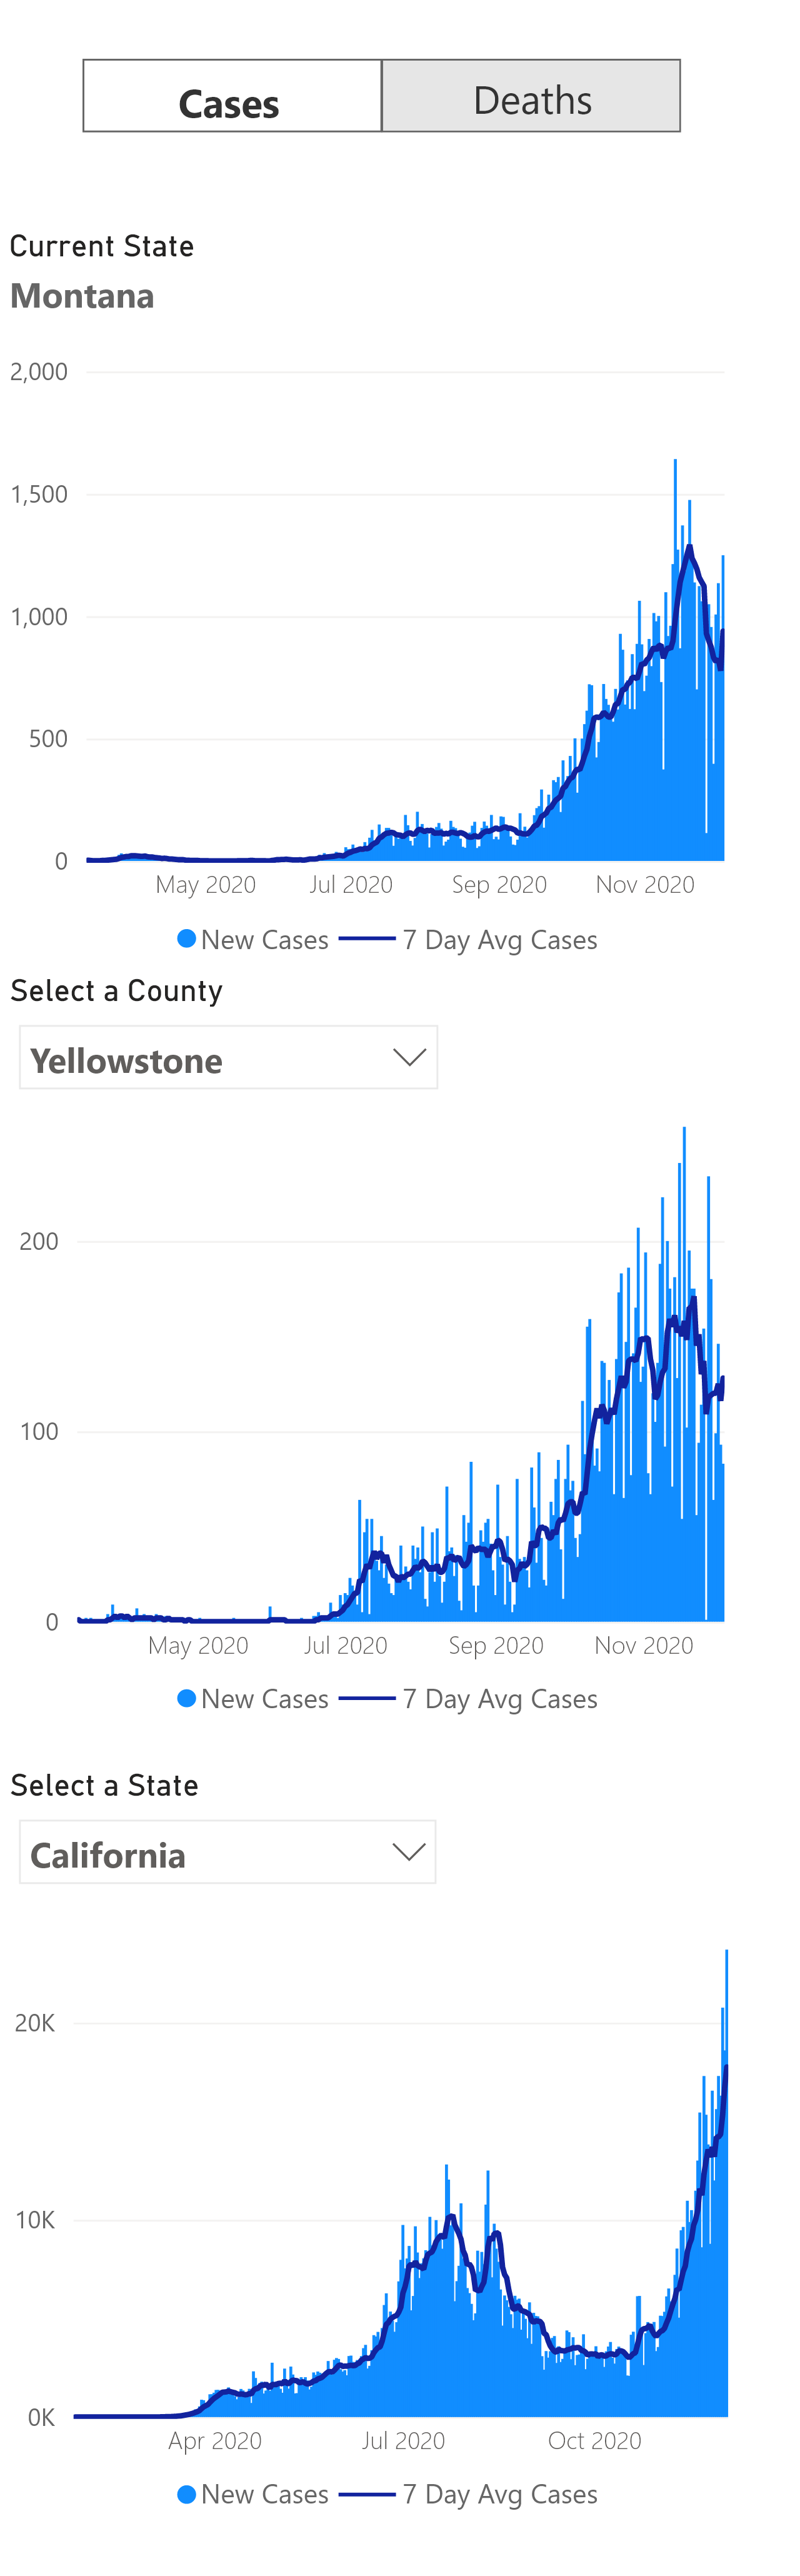 Cases Deaths
Current State
Montana
2,000
1,500
1,000
500
0
May 2020 Jul 2020 Sep 2020 Nov 2020
New Cases 7 Day Avg Cases
Select a County
Yellowstone
200
100
0
May 2020 Jul 2020 Sep 2020 Nov 2020
New Cases 7 Day Avg Cases
Select a State
California
20K
10K
0K
Apr 2020 Jul 2020 Oct 2020
New Cases 7 Day Avg Cases